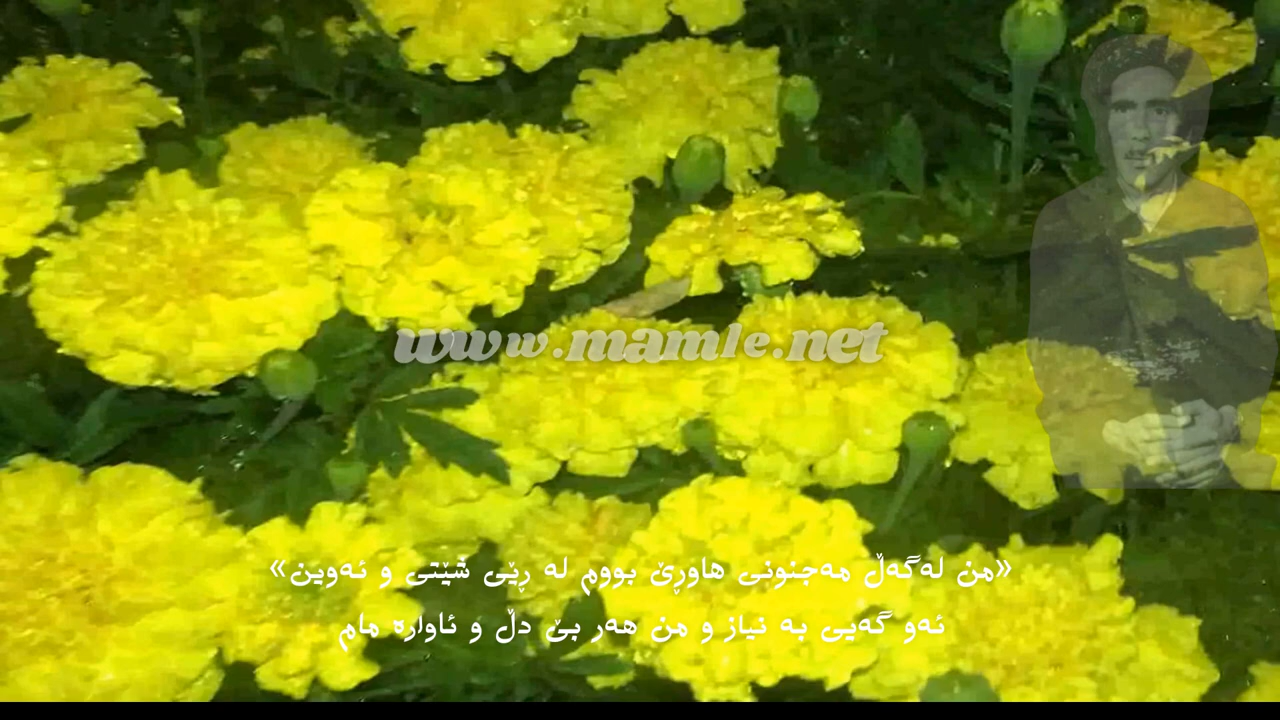 www.mamle.net
«من لەگەڵ مەجنونی هاوڕێ بووم لە ڕێی شێتی و ئەوین»
ئەو گەیی بە نیاز و من هەر بێ دڵ و ئاوارە مام